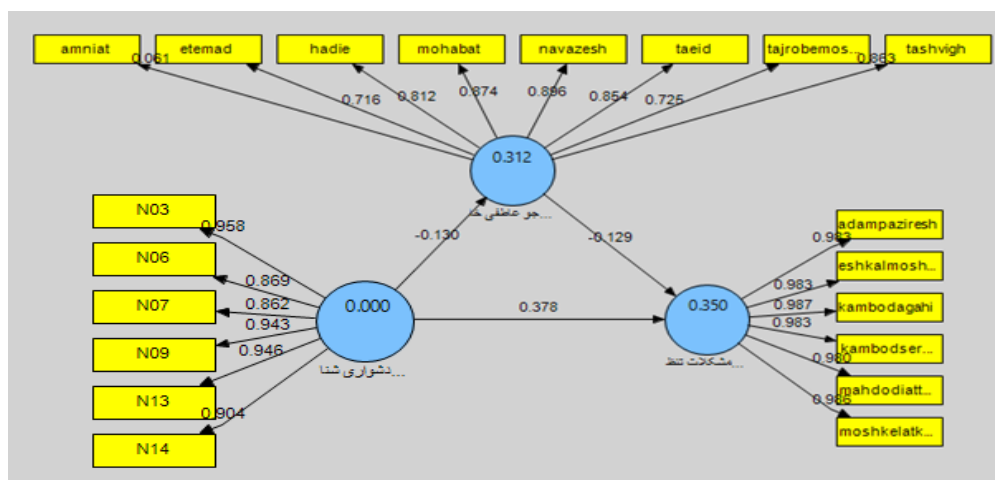 amniat
etemad
hadie
mohabat
navazesh
taeid
tajrobemos...
tashvigh
0.061
0.716
0.812
0.874
0.896
0.854
0.725
0.863
0.312
جو عاطفی خا...
N03
N06
N07
N09
N13
N14
0.958
0.869
0.862
0.943
0.946
0.904
-0.130
-0.129
0.000
0.378
0.350
دشواری شنا...
مشکلات تنظ...
adampaziresh
eshkalmosh...
kambodagahi
kambodser...
mahdodiatt...
moshkelatk...
0.983
0.983
0.987
0.983
0.980
0.986